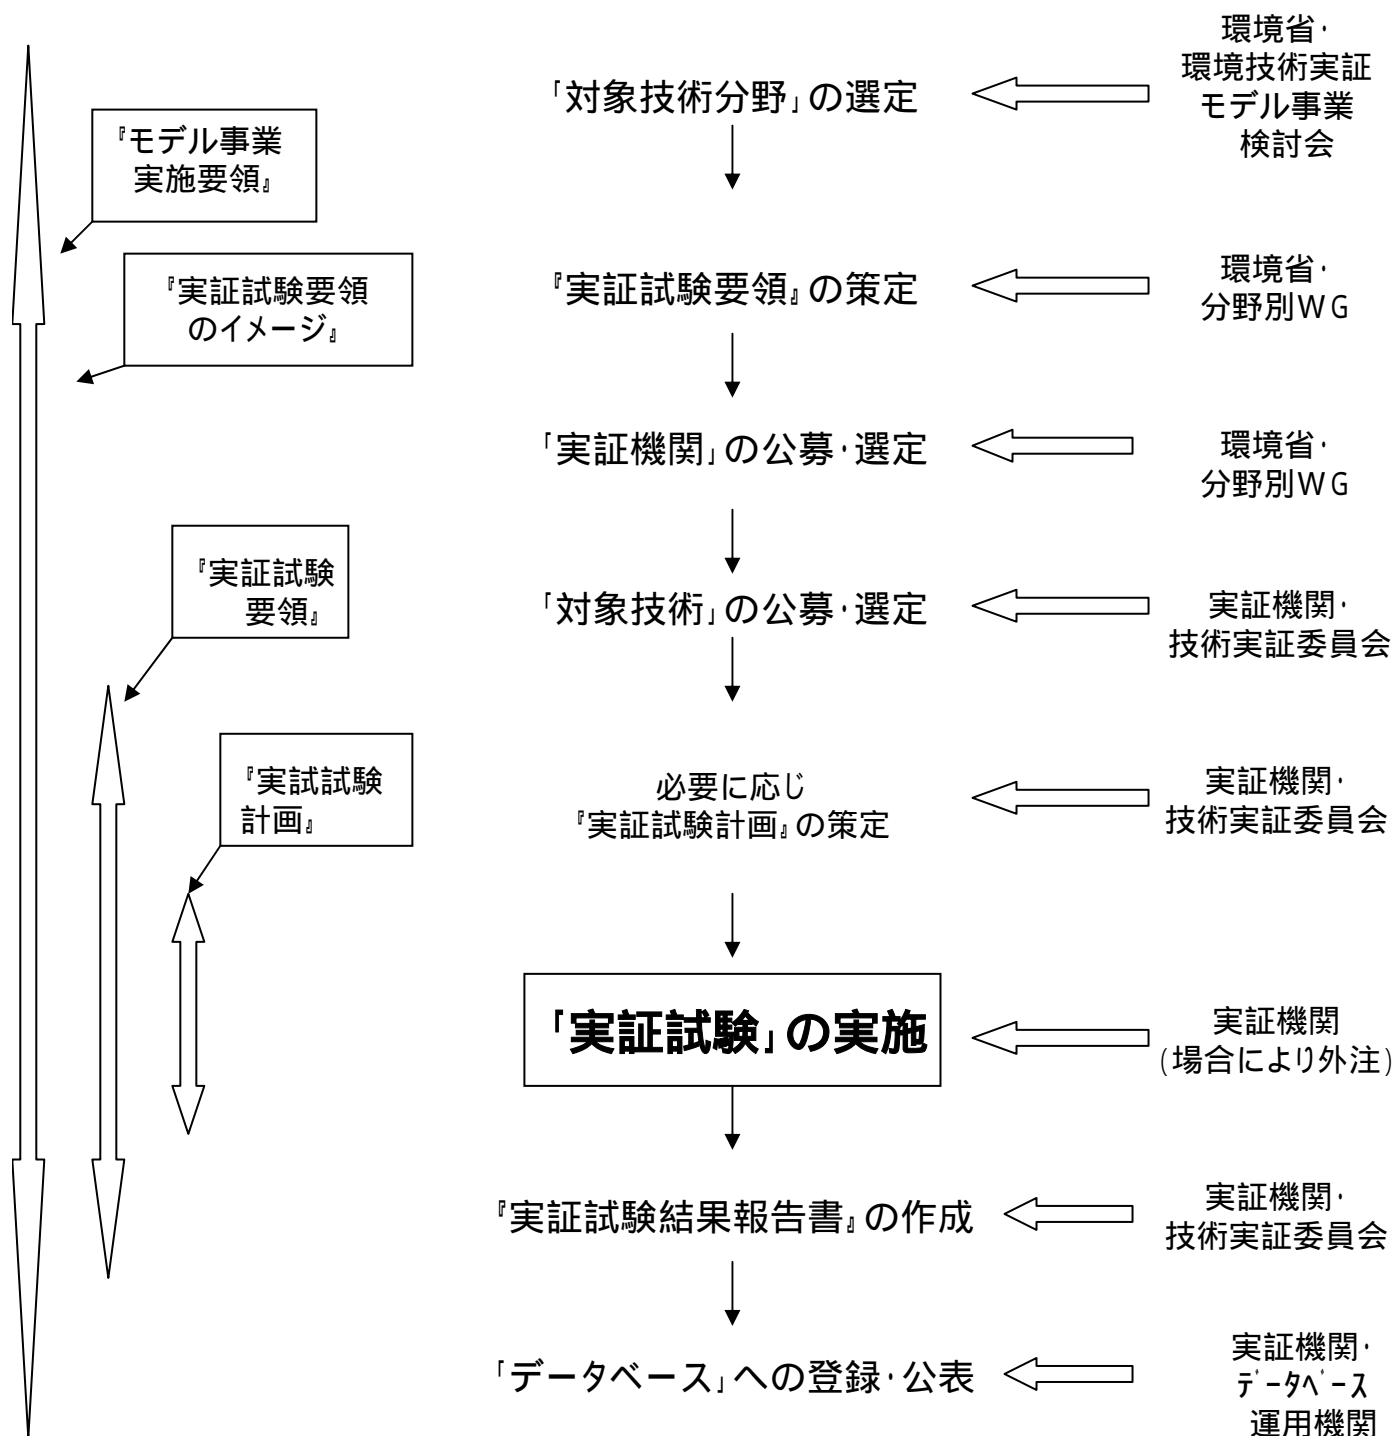 環境省・
環境技術実証
モデル事業
検討会
「対象技術分野」の選定
『モデル事業
実施要領』
『実証試験要領
のイメージ』
『実証試験要領』の策定
環境省・
分野別WG
「実証機関」の公募・選定
環境省・
分野別WG
『実証試験
要領』
「対象技術」の公募・選定
実証機関・
技術実証委員会
『実試試験
計画』
必要に応じ
『実証試験計画』の策定
実証機関・
技術実証委員会
「実証試験」の実施
実証機関
(場合により外注)
『実証試験結果報告書』の作成
実証機関・
技術実証委員会
「データベース」への登録・公表
実証機関・
ﾃﾞｰﾀﾍﾞｰｽ
運用機関